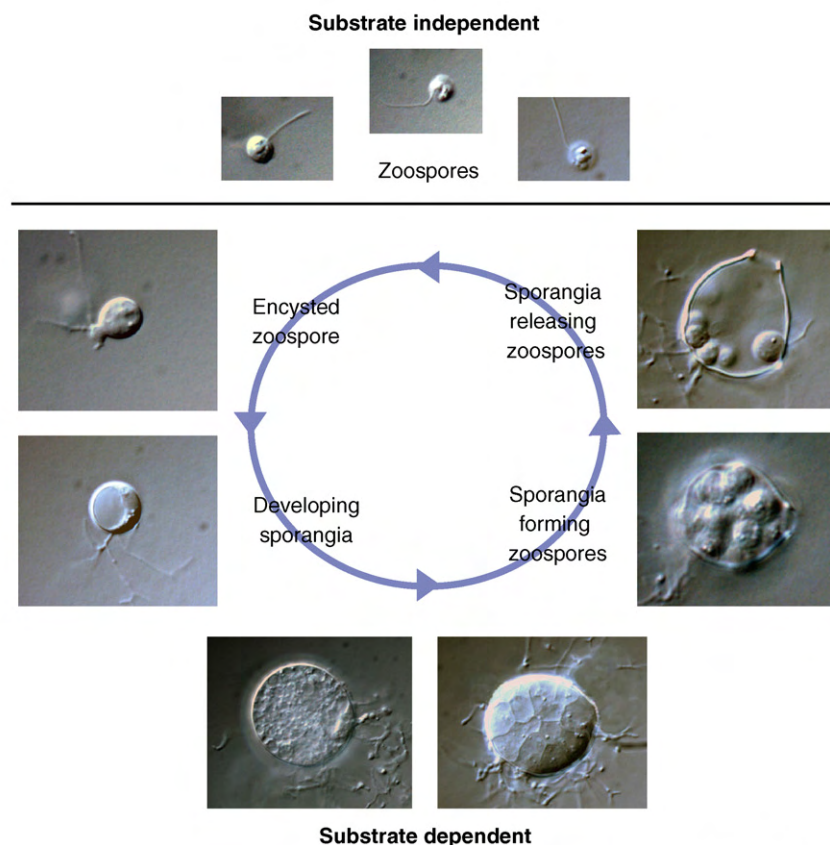 Substrate independent
Zoospores
Encysted
zoospore
Sporangia
releasing
zoospores
Developing
sporangia
Sporangia
forming
zoospores
Substrate dependent